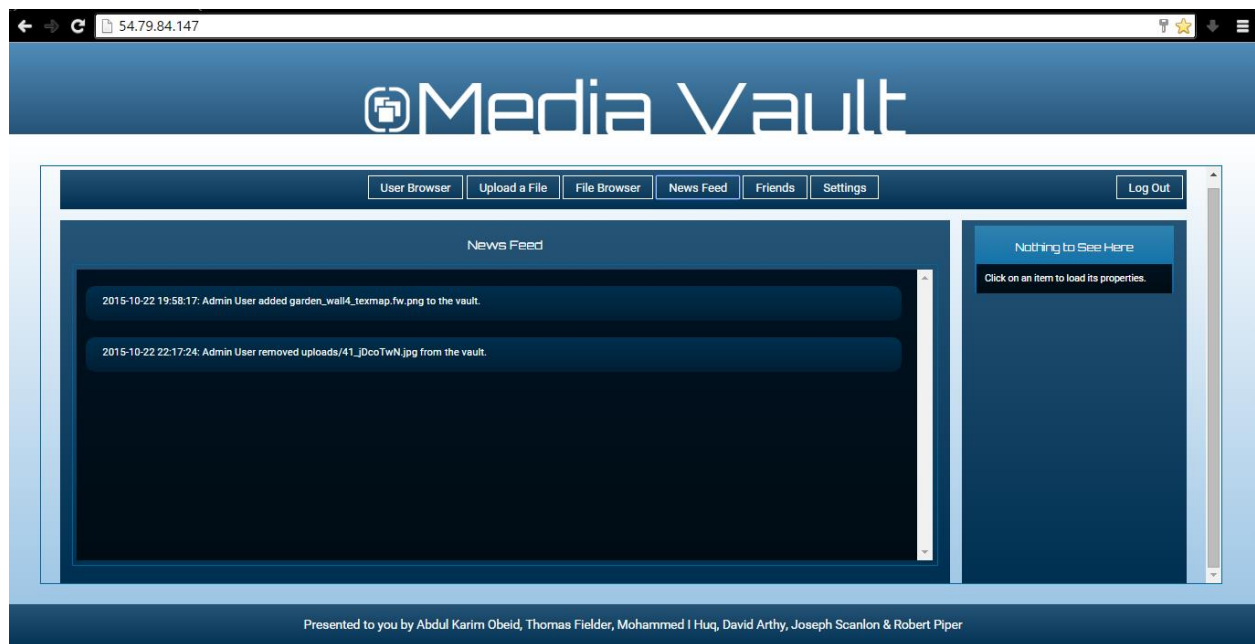 54.79.84.147
Media Vault
User Browser Upload a File File Browser News Feed Friends Settings Log Out
News Feed
2015-10-22 19:58:17: Admin User added garden_wall4_texmap.fw.png to the vault.
2015-10-22 22:17:24: Admin User removed uploads/41_jDcoTwN.jpg from the vault.
Nothing to See Here
Click on an item to load its properties.
Presented to you by Abdul Karim Obeid, Thomas Fielder, Mohammed I Huq, David Arthy, Joseph Scanlon & Robert Piper